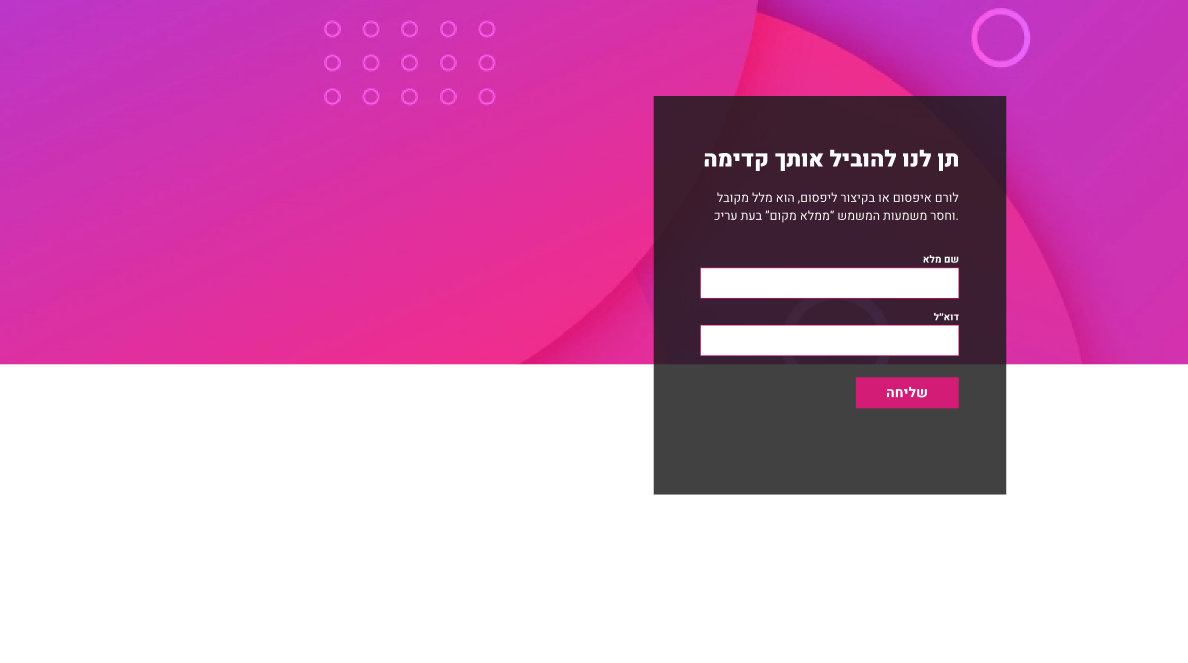 תן לנו להוביל אותך קדימה
לורם איפסום או בקיצור ליפסום, הוא מלל מקובל
.וחסר משמעות המשמש ״ממלא מקום״ בעת עריכ
שם מלא
דוא״ל
שליחה